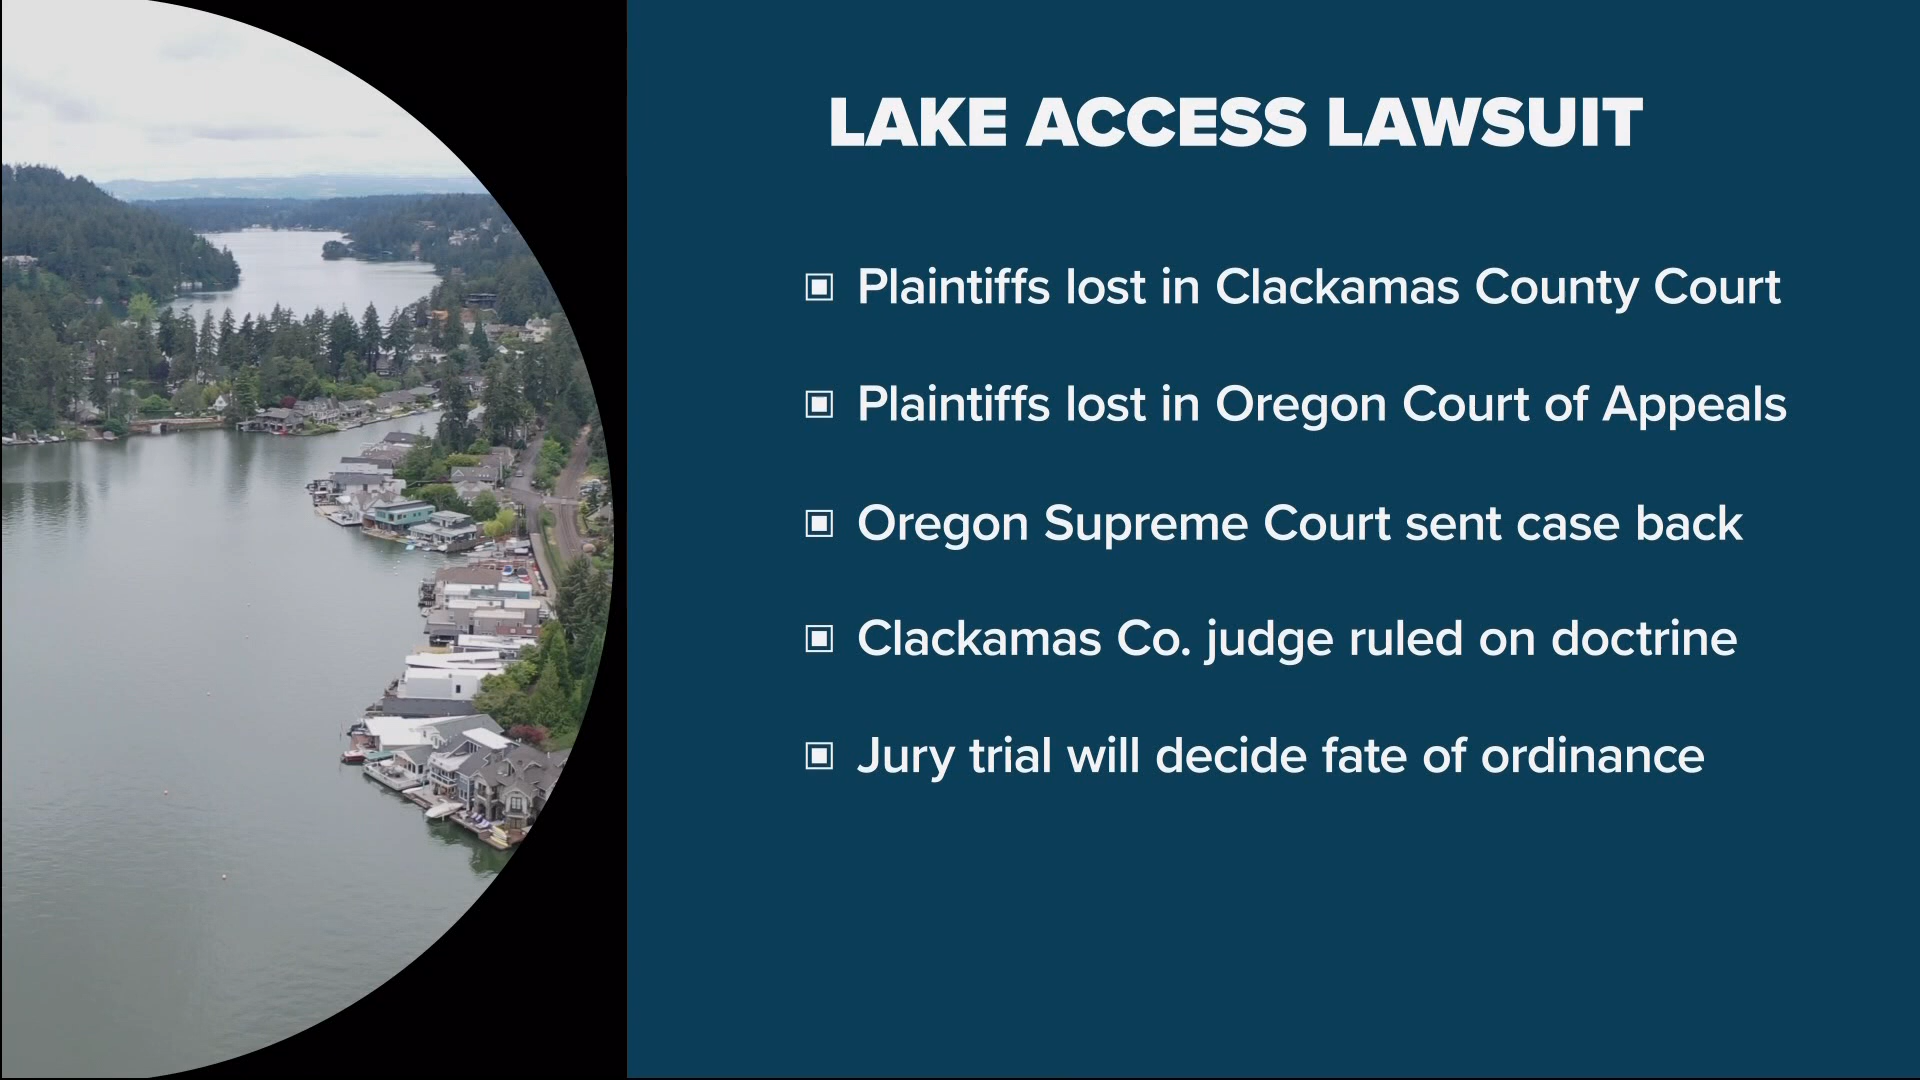 LAKE ACCESS LAWSUIT
Plaintiffs lost in Clackamas County Court
Plaintiffs lost in Oregon Court of Appeals
Oregon Supreme Court sent case back
Clackamas Co. judge ruled on doctrine
Jury trial will decide fate of ordinance